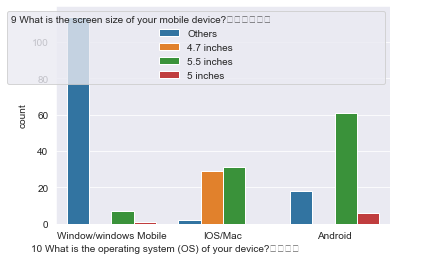 9 What is the screen size of your mobile device?□□□□□□
Others
4.7 inches
5.5 inches
5 inches
100
80
60
40
20
0
count
Window/windows Mobile
IOS/Mac
Android
10 What is the operating system (OS) of your device?□□□□